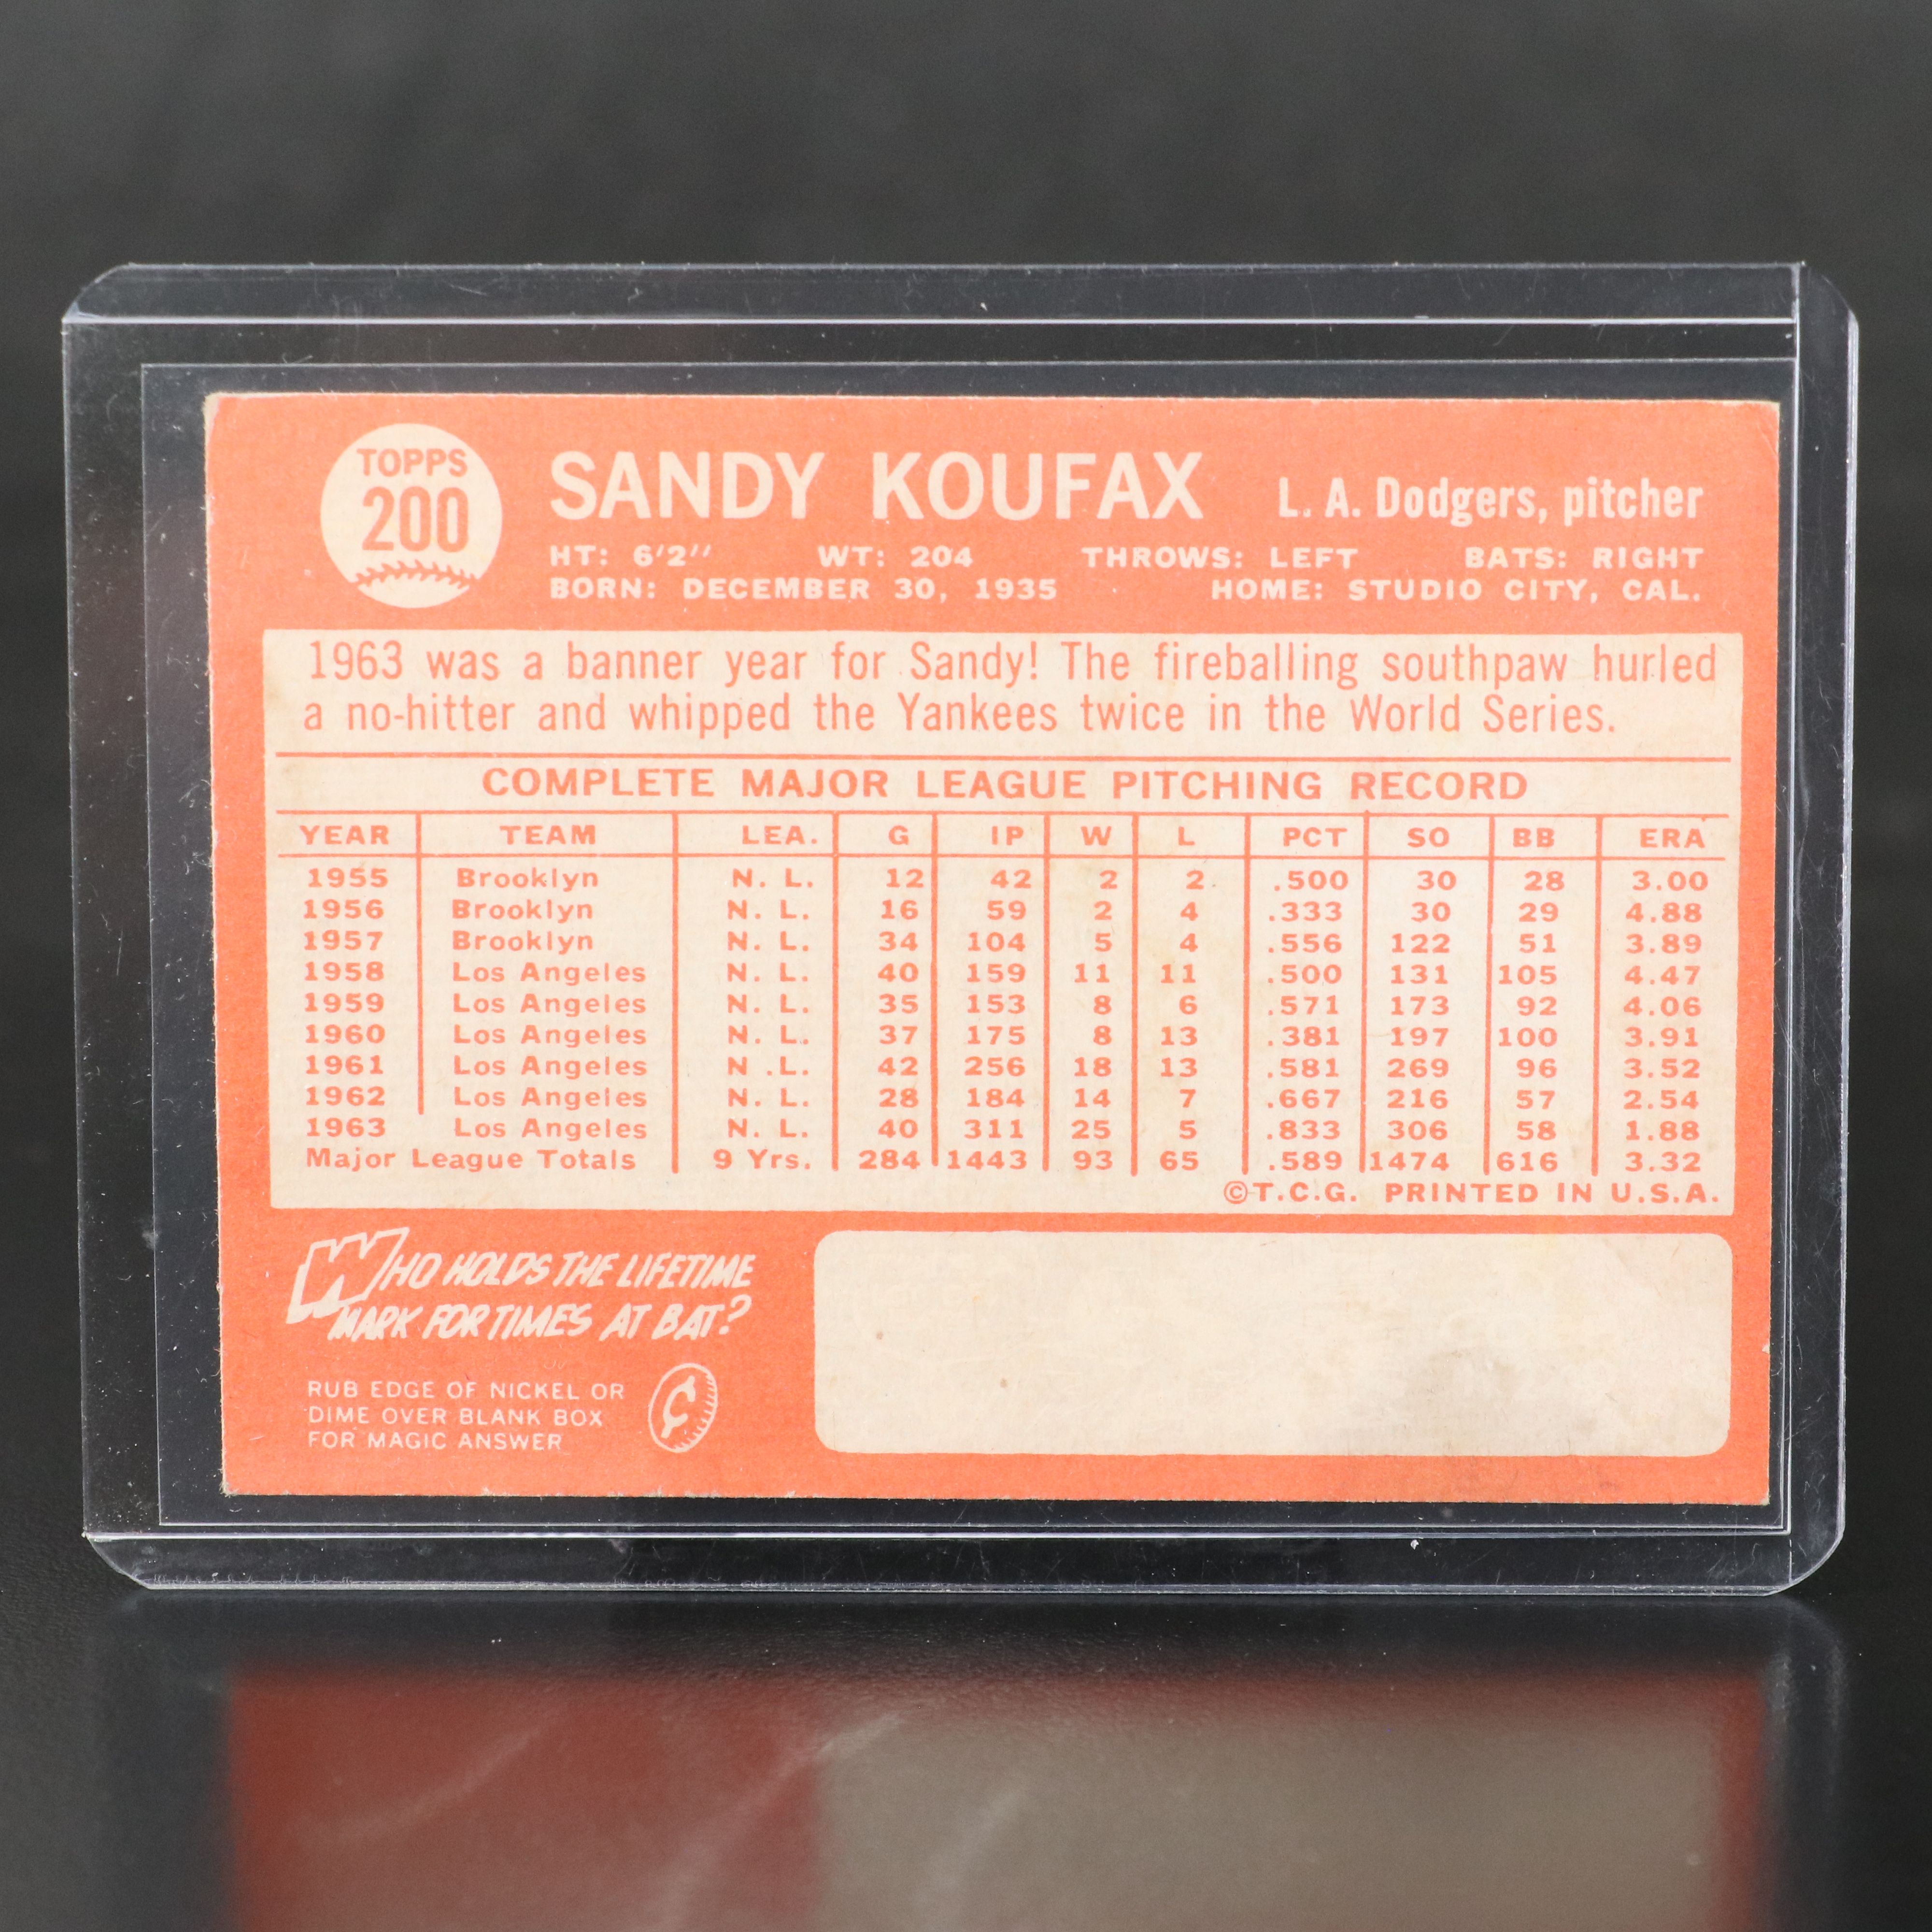 TOPPS
200
SANDY KOUFAX L. A. Dodgers, pitcher
HT: 6'2'' WT: 204 THROWS: LEFT BATS: RIGHT
BORN: DECEMBER 30, 1935 HOME: STUDIO CITY, CAL.
1963 was a banner year for Sandy! The fireballing southpaw hurled
a no-hitter and whipped the Yankees twice in the World Series.
COMPLETE MAJOR LEAGUE PITCHING RECORD
YEAR TEAM LEA. G IP W L PCT SO BB ERA
1955 Brooklyn N. L. 12 42 2 2 .500 30 28 3.00
1956 Brooklyn N. L. 16 59 2 4 .333 30 29 4.88
1957 Brooklyn N. L. 34 104 5 4 .556 122 51 3.89
1958 Los Angeles N. L. 40 159 11 11 .500 131 105 4.47
1959 Los Angeles N. L. 35 153 8 6 .571 173 92 4.06
1960 Los Angeles N. L. 37 175 8 13 .381 197 100 3.91
1961 Los Angeles N .L. 42 256 18 13 .581 269 96 3.52
1962 Los Angeles N. L. 28 184 14 7 .667 216 57 2.54
1963 Los Angeles N. L. 40 311 25 5 .833 306 58 1.88
Major League Totals 9 Yrs. 284 1443 93 65 .589 1474 616 3.32
©T.C.G. PRINTED IN U.S.A.
WHO HOLDS THE LIFETIME
MARK FOR TIMES AT BAT?
RUB EDGE OF NICKEL OR
DIME OVER BLANK BOX
FOR MAGIC ANSWER